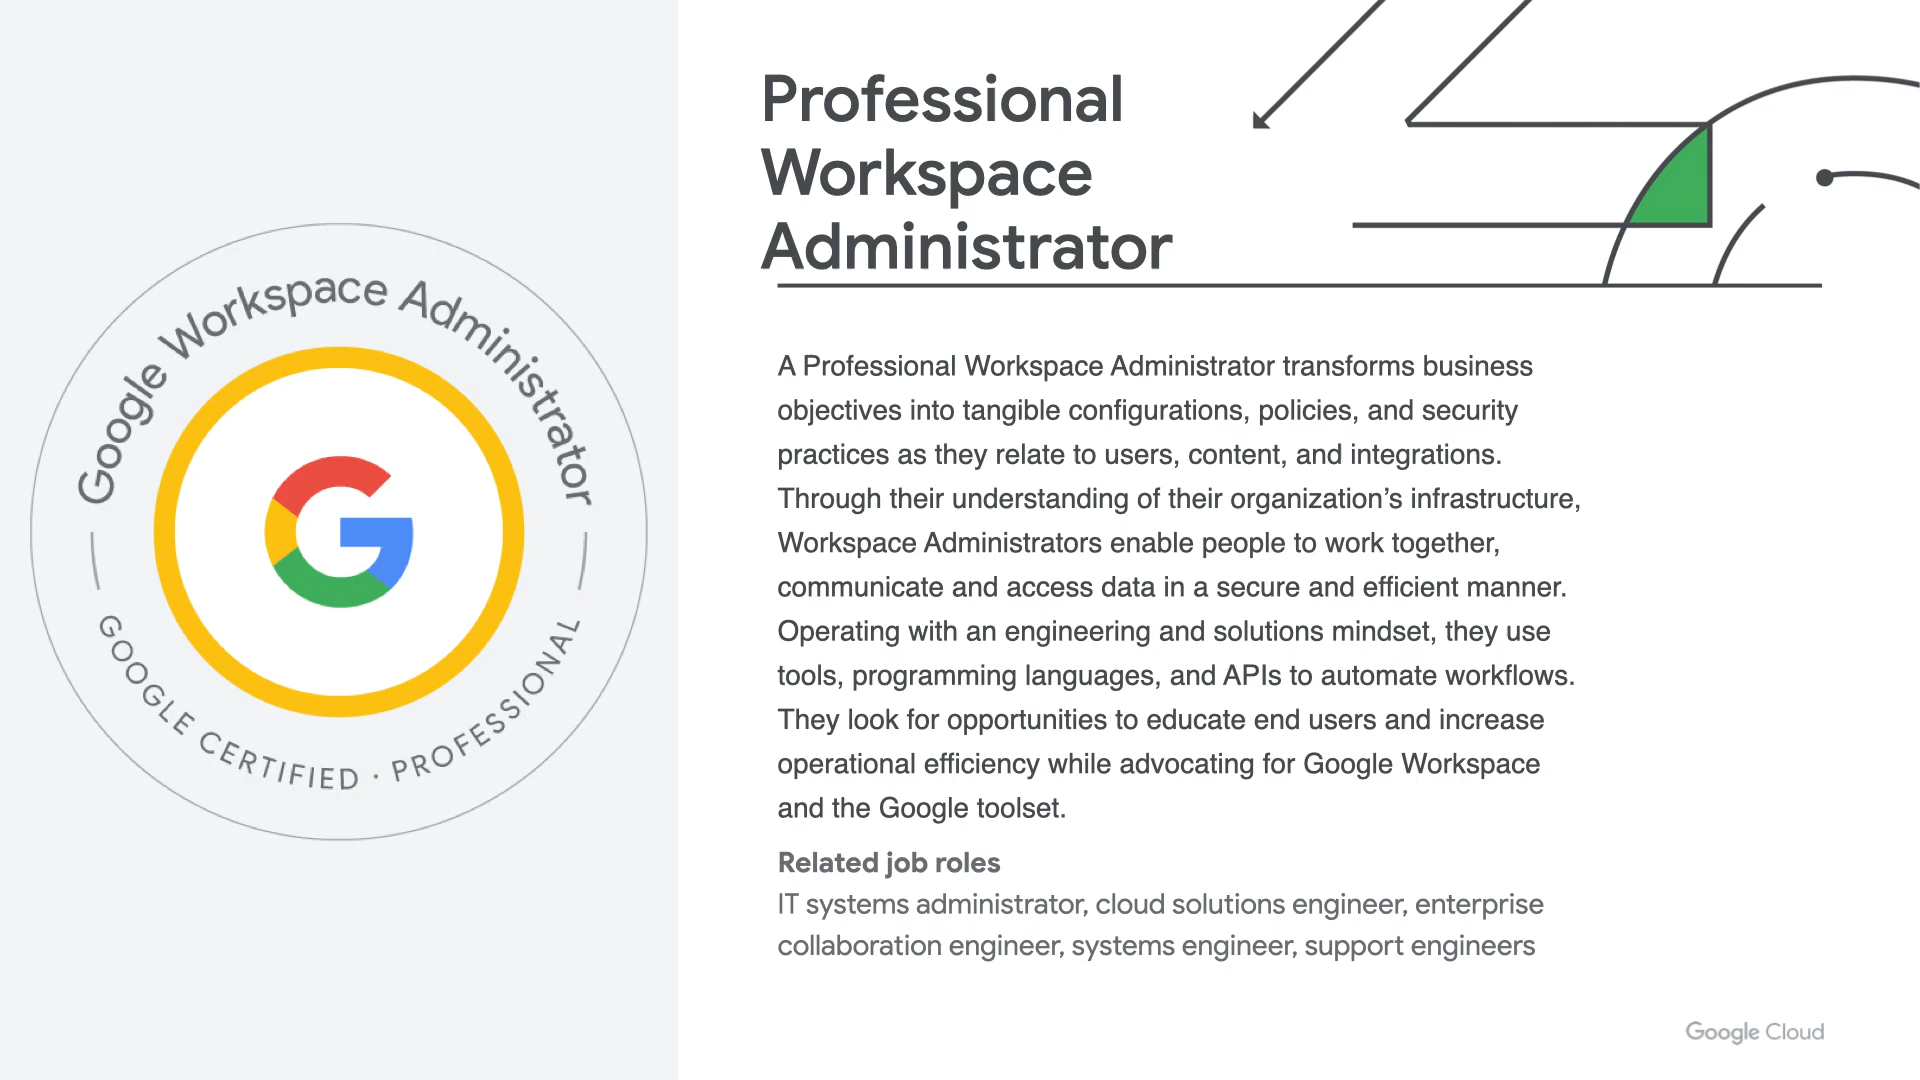 Google Workspace Administrator
GOOGLE CERTIFIED · PROFESSIONAL
Professional
Workspace
Administrator
A Professional Workspace Administrator transforms business
objectives into tangible configurations, policies, and security
practices as they relate to users, content, and integrations.
Through their understanding of their organization’s infrastructure,
Workspace Administrators enable people to work together,
communicate and access data in a secure and efficient manner.
Operating with an engineering and solutions mindset, they use
tools, programming languages, and APIs to automate workflows.
They look for opportunities to educate end users and increase
operational efficiency while advocating for Google Workspace
and the Google toolset.
Related job roles
IT systems administrator, cloud solutions engineer, enterprise
collaboration engineer, systems engineer, support engineers
Google Cloud